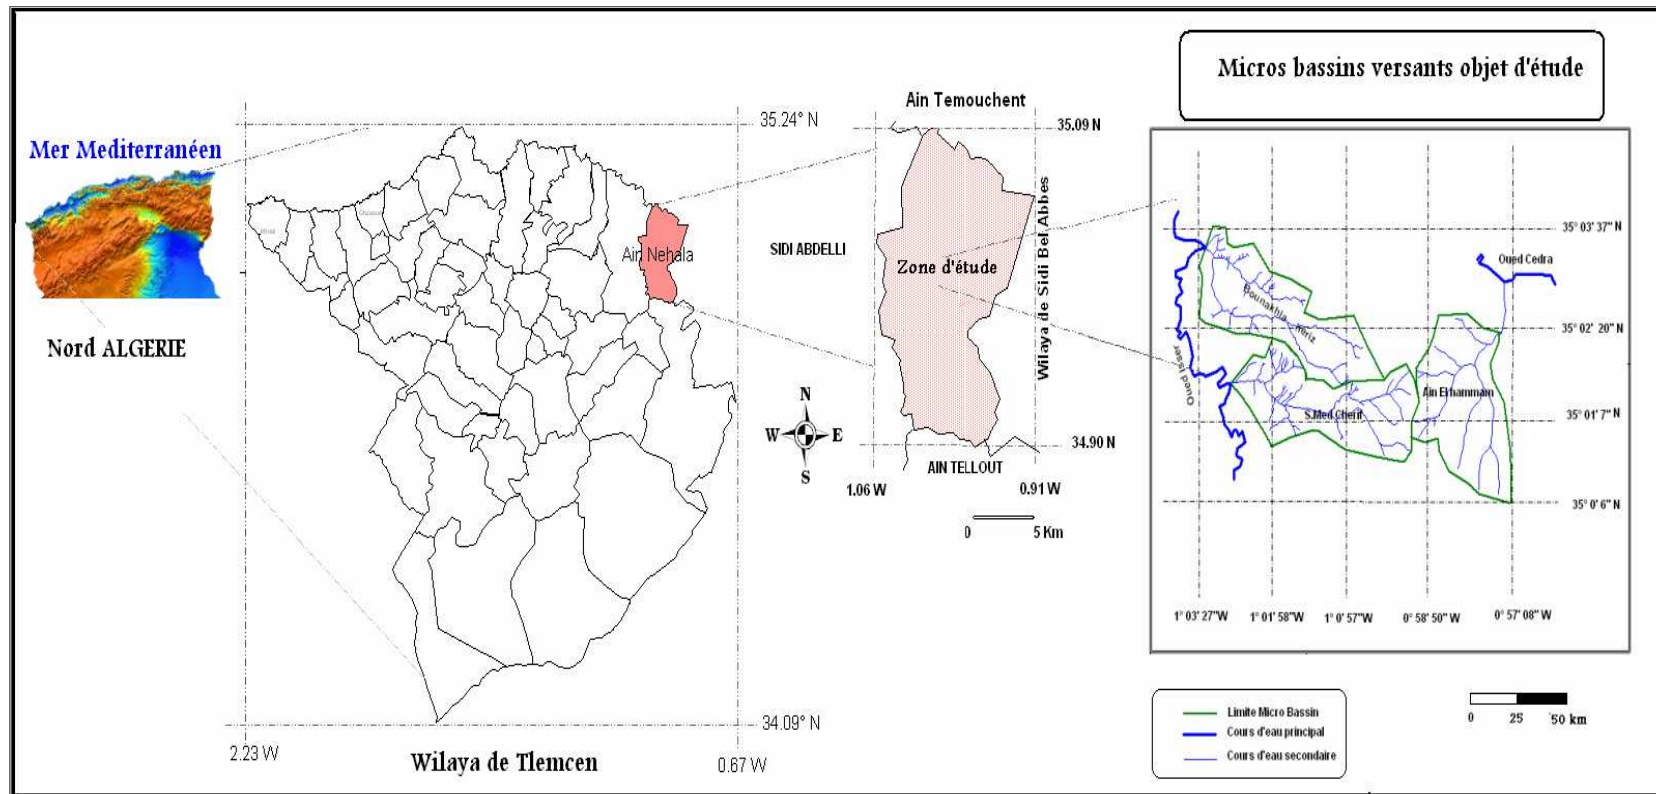 Mer Mediterranéen
Nord ALGERIE
35.24° N
Ain Nehala
34.09° N
2.23 W
0.67 W
Wilaya de Tlemcen
Ain Temouchent
35.09 N
SIDI ABDELLI
Zone d'étude
Wilaya de Sidi Bel Abbes
34.90 N
AIN TELLOUT
1.06 W
0.91 W
N
W
E
S
0
5 Km
Micros bassins versants objet d'étude
35° 03' 37" N
Oued Cedra
Oued Isser
35° 02' 20" N
Ain Elhammam
S.Med.Cherif
35° 01' 7" N
35° 0' 6" N
1° 03' 27"W
1° 01' 58" W
1° 0' 57" W
0° 58' 50" W
0° 57' 08" W
Limite Micro Bassin
Cours d'eau principal
Cours d'eau secondaire
0 25 50 km